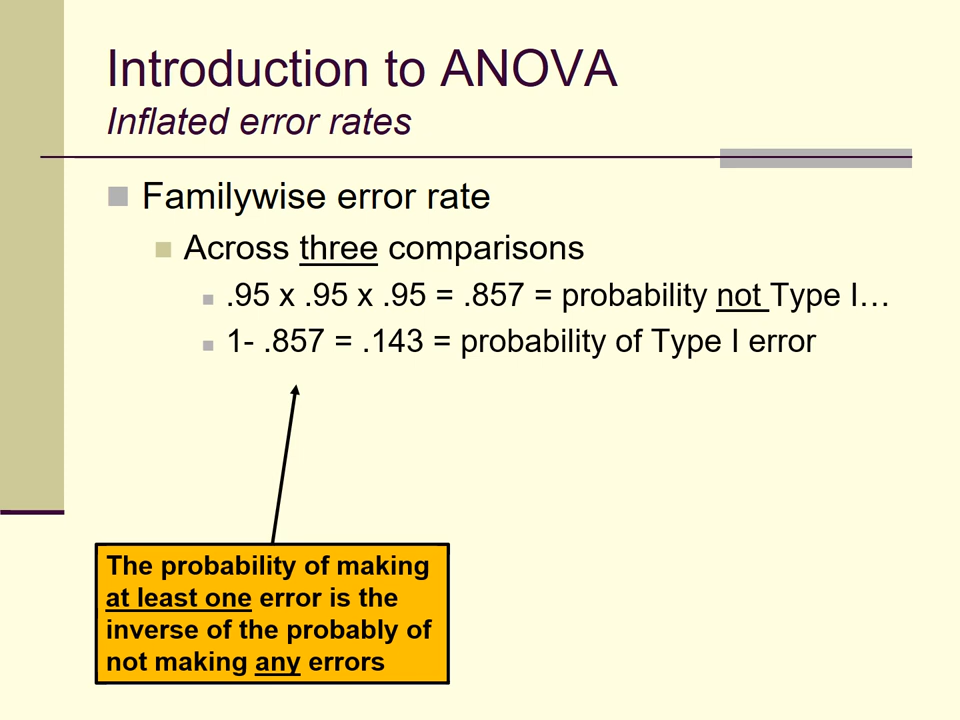 Introduction to ANOVA
Inflated error rates
Familywise error rate
Across three comparisons
.95 x .95 x .95 = .857 = probability not Type I…
1- .857 = .143 = probability of Type I error
The probability of making
at least one error is the
inverse of the probably of
not making any errors